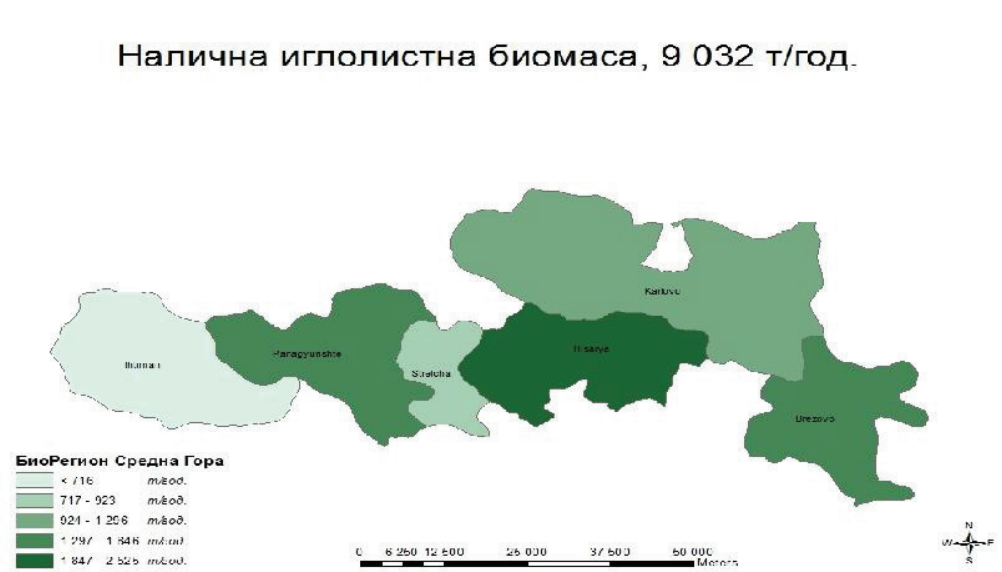 Налична иглолистна биомаса, 9 032 т/год.
Karlovo
Hisarya
Panagyurishte
Ihtiman
Strelcha
Brezovo
БиоРегион Средна Гора
< 716 т/год.
717 - 923 т/год.
924 - 1 296 т/год.
1 297 1 846 т/год.
1 847 - 2 525 т/год.
0 6 250 12 500 25 000 37 500 50 000
Meters
N
W E
S